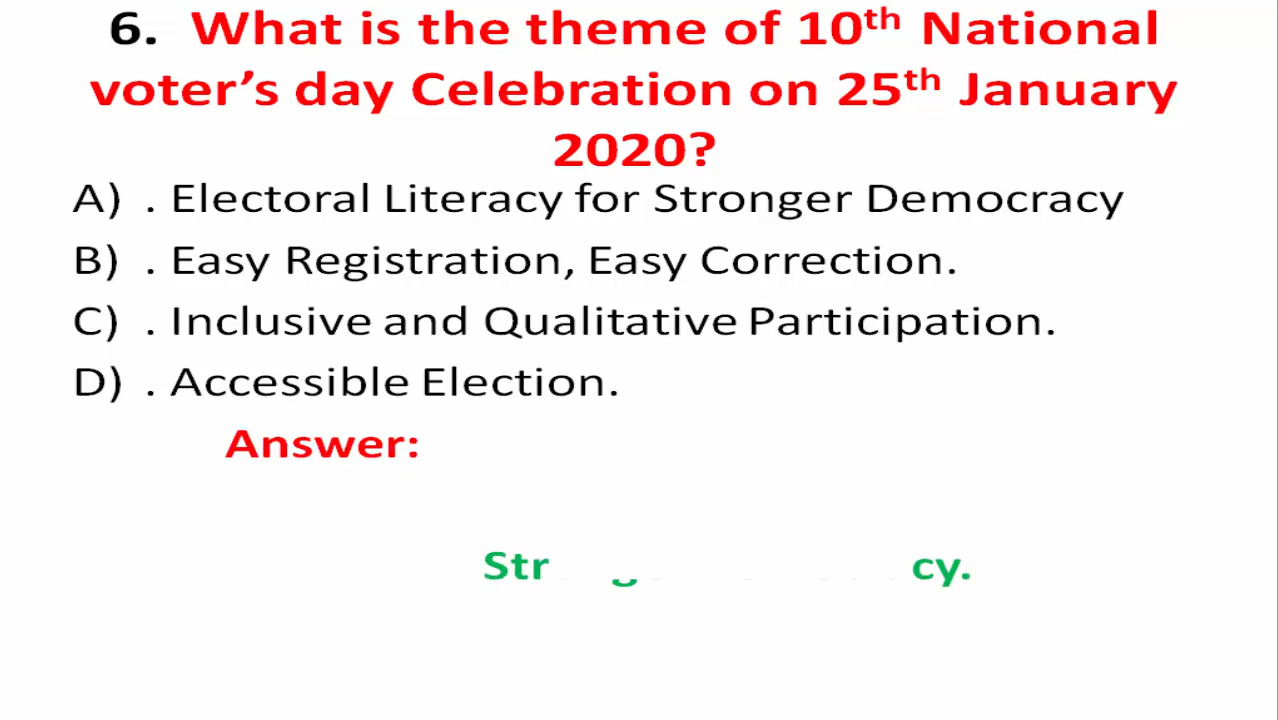 6. What is the theme of 10th National
voter’s day Celebration on 25th January
2020?
A) . Electoral Literacy for Stronger Democracy
B) . Easy Registration, Easy Correction.
C) . Inclusive and Qualitative Participation.
D) . Accessible Election.
Answer: